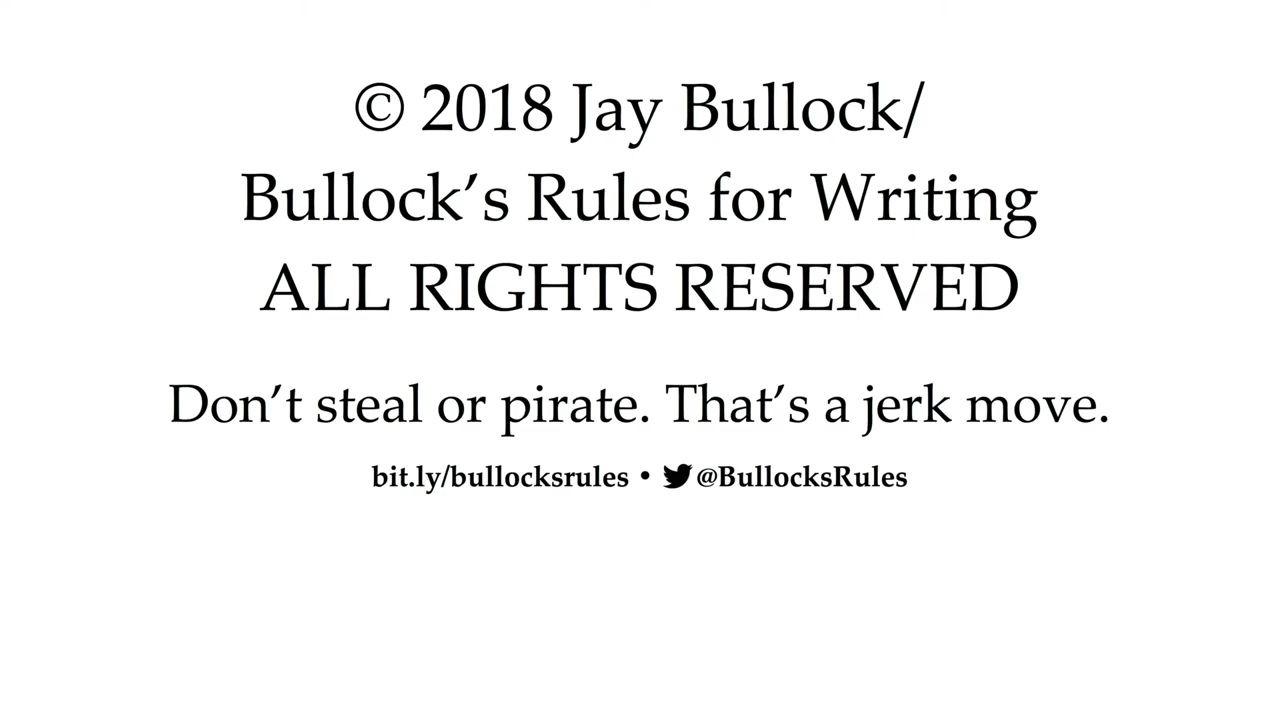 © 2018 Jay Bullock/
Bullock’s Rules for Writing
ALL RIGHTS RESERVED
Don’t steal or pirate. That’s a jerk move.
bit.ly/bullocksrules • @BullocksRules